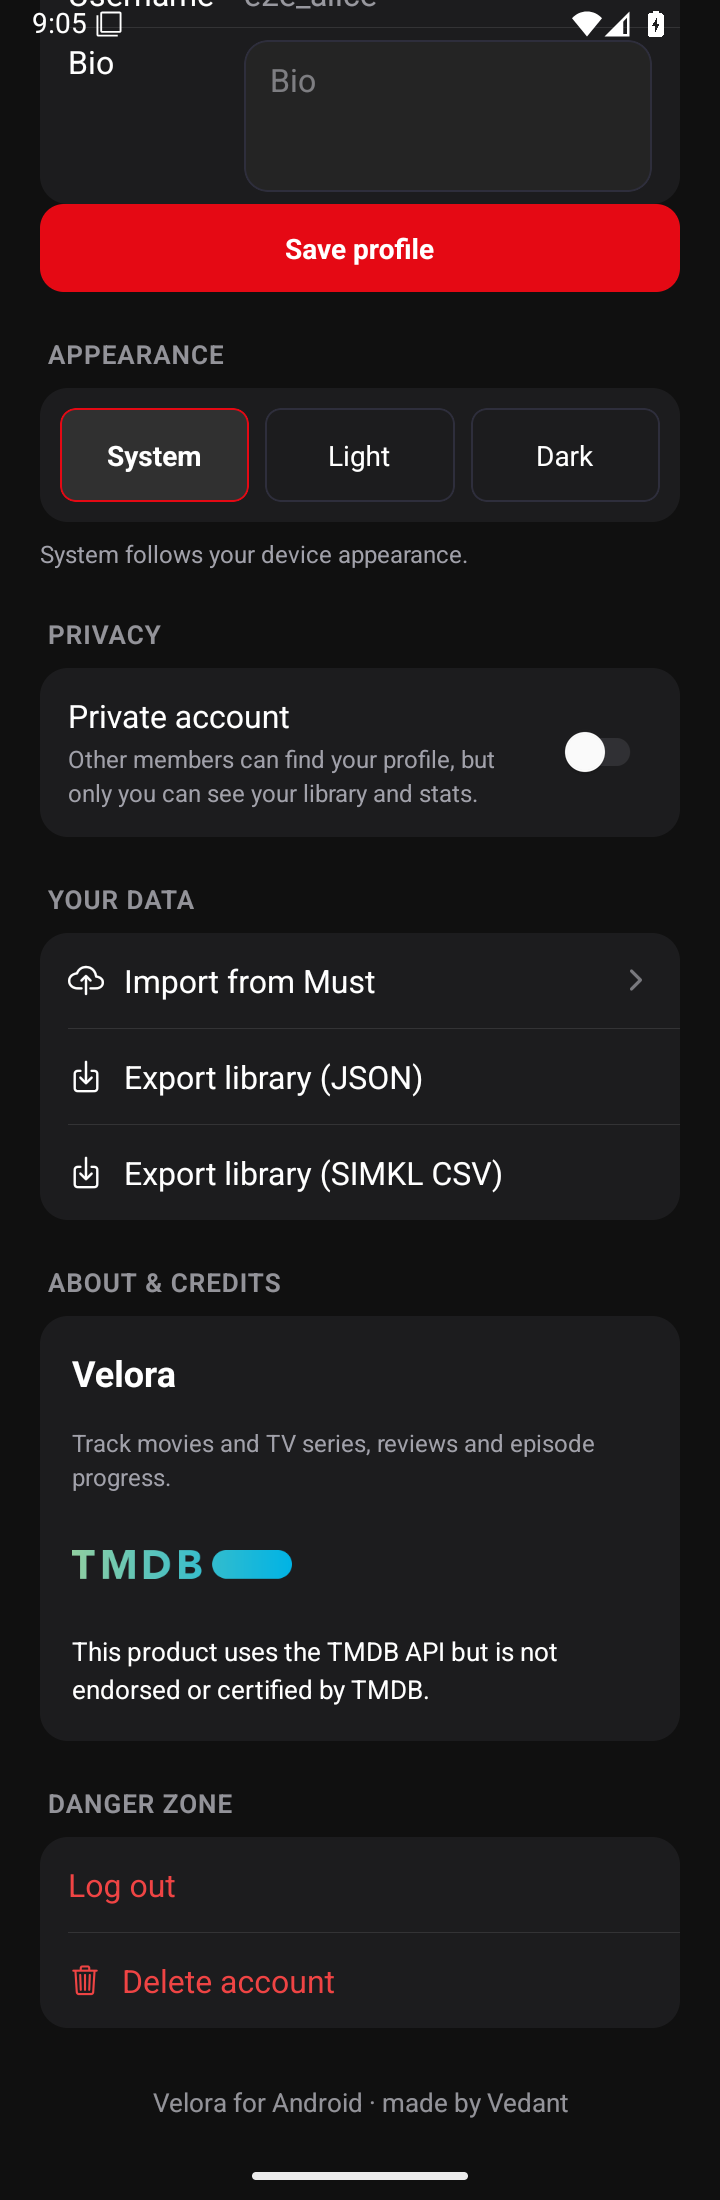 Username e2e_alice
9:05
Bio
Bio
Save profile
APPEARANCE
System
Light
Dark
System follows your device appearance.
PRIVACY
Private account
Other members can find your profile, but
only you can see your library and stats.
YOUR DATA
Import from Must
Export library (JSON)
Export library (SIMKL CSV)
ABOUT & CREDITS
Velora
Track movies and TV series, reviews and episode
progress.
TMDB
This product uses the TMDB API but is not
endorsed or certified by TMDB.
DANGER ZONE
Log out
Delete account
Velora for Android · made by Vedant